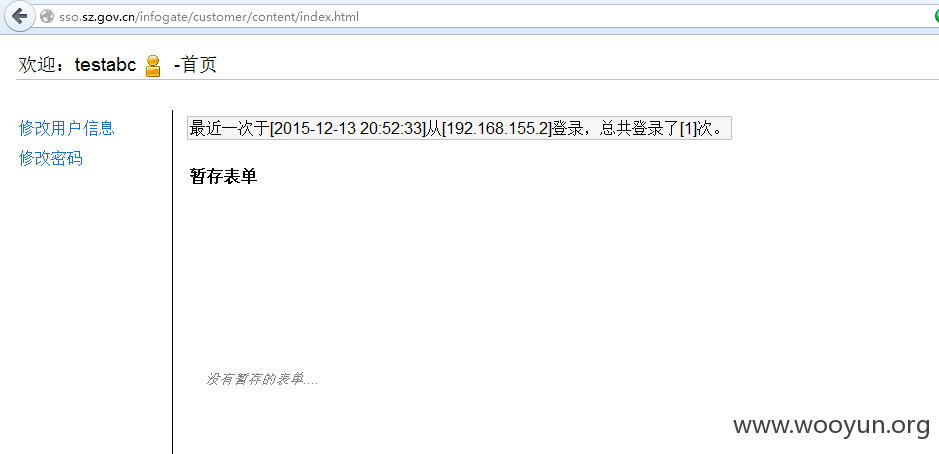 sso.sz.gov.cn/infogate/customer/content/index.html
欢迎：testabc -首页
修改用户信息
修改密码
最近一次于[2015-12-13 20:52:33]从[192.168.155.2]登录，总共登录了[1]次。
暂存表单
没有暂存的表单....
www.wooyun.org